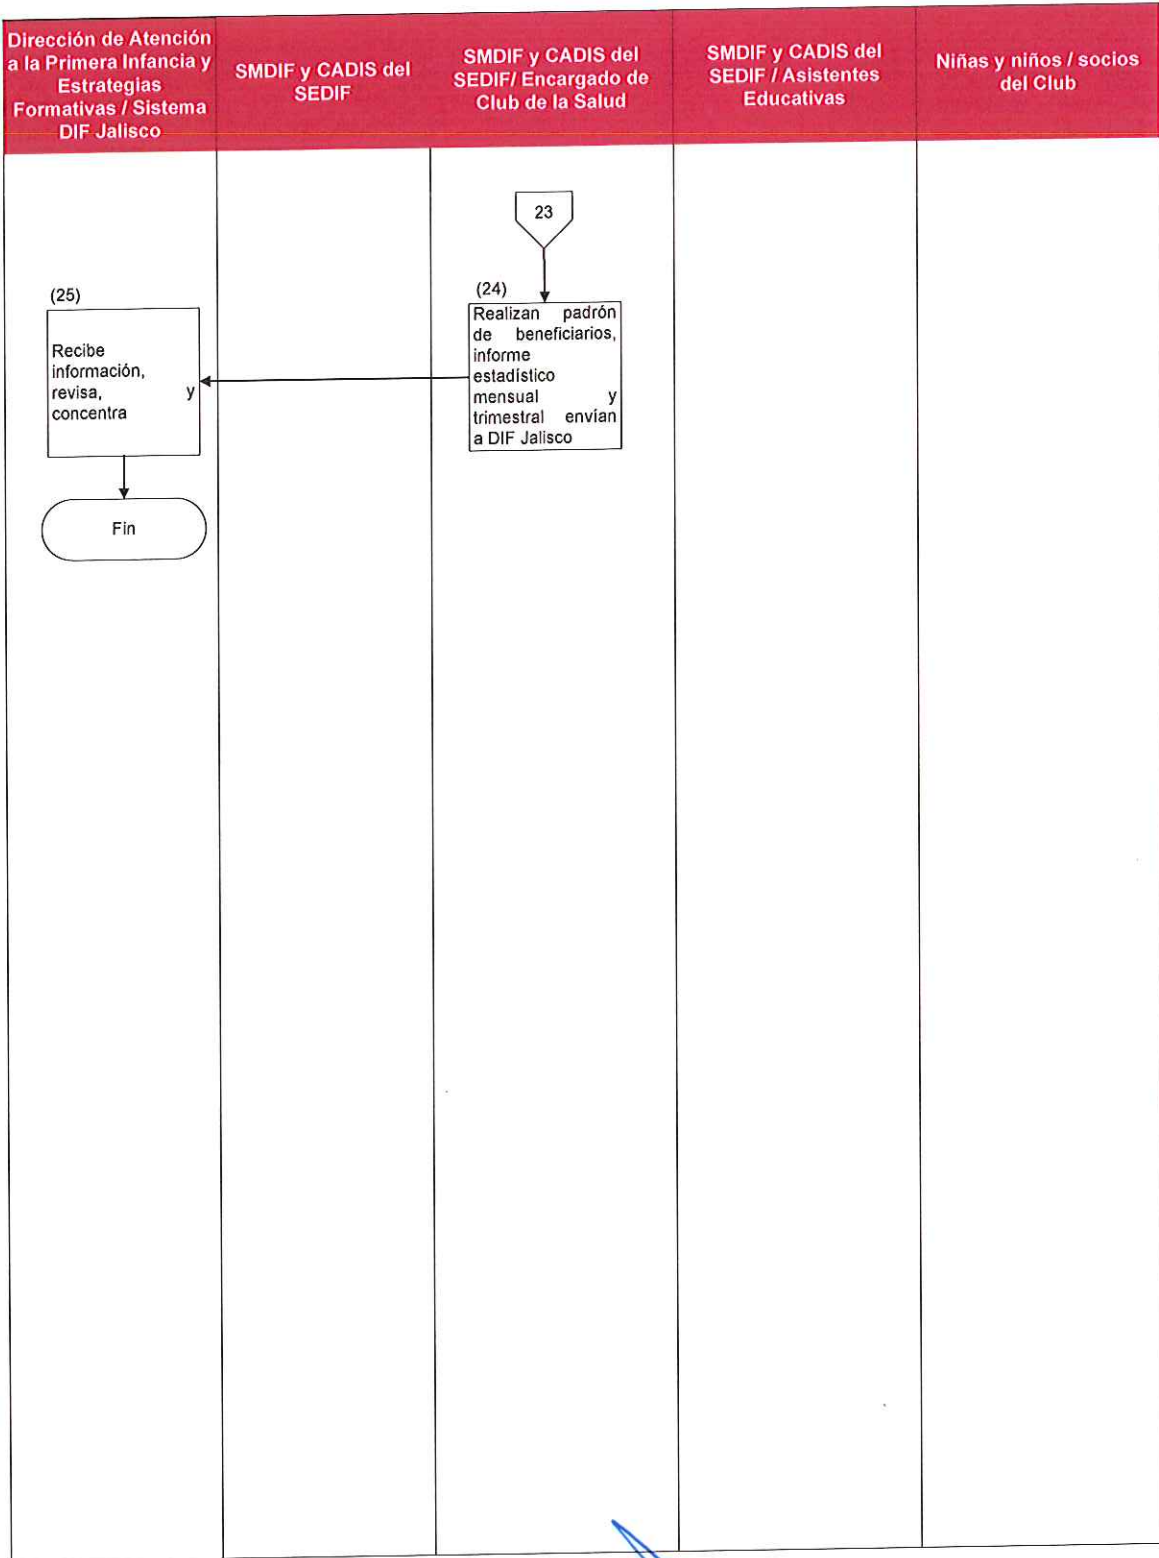 Dirección de Atención
a la Primera Infancia y
Estrategias
Formativas / Sistema
DIF Jalisco
SMDIF y CADIS del
SEDIF
SMDIF y CADIS del
SEDIF/ Encargado de
Club de la Salud
SMDIF y CADIS del
SEDIF / Asistentes
Educativas
Niñas y niños / socios
del Club
23
(24)
Realizan padrón
de beneficiarios,
informe
estadístico
mensual y
trimestral envían
a DIF Jalisco
(25)
Recibe
información,
revisa, y
concentra
Fin